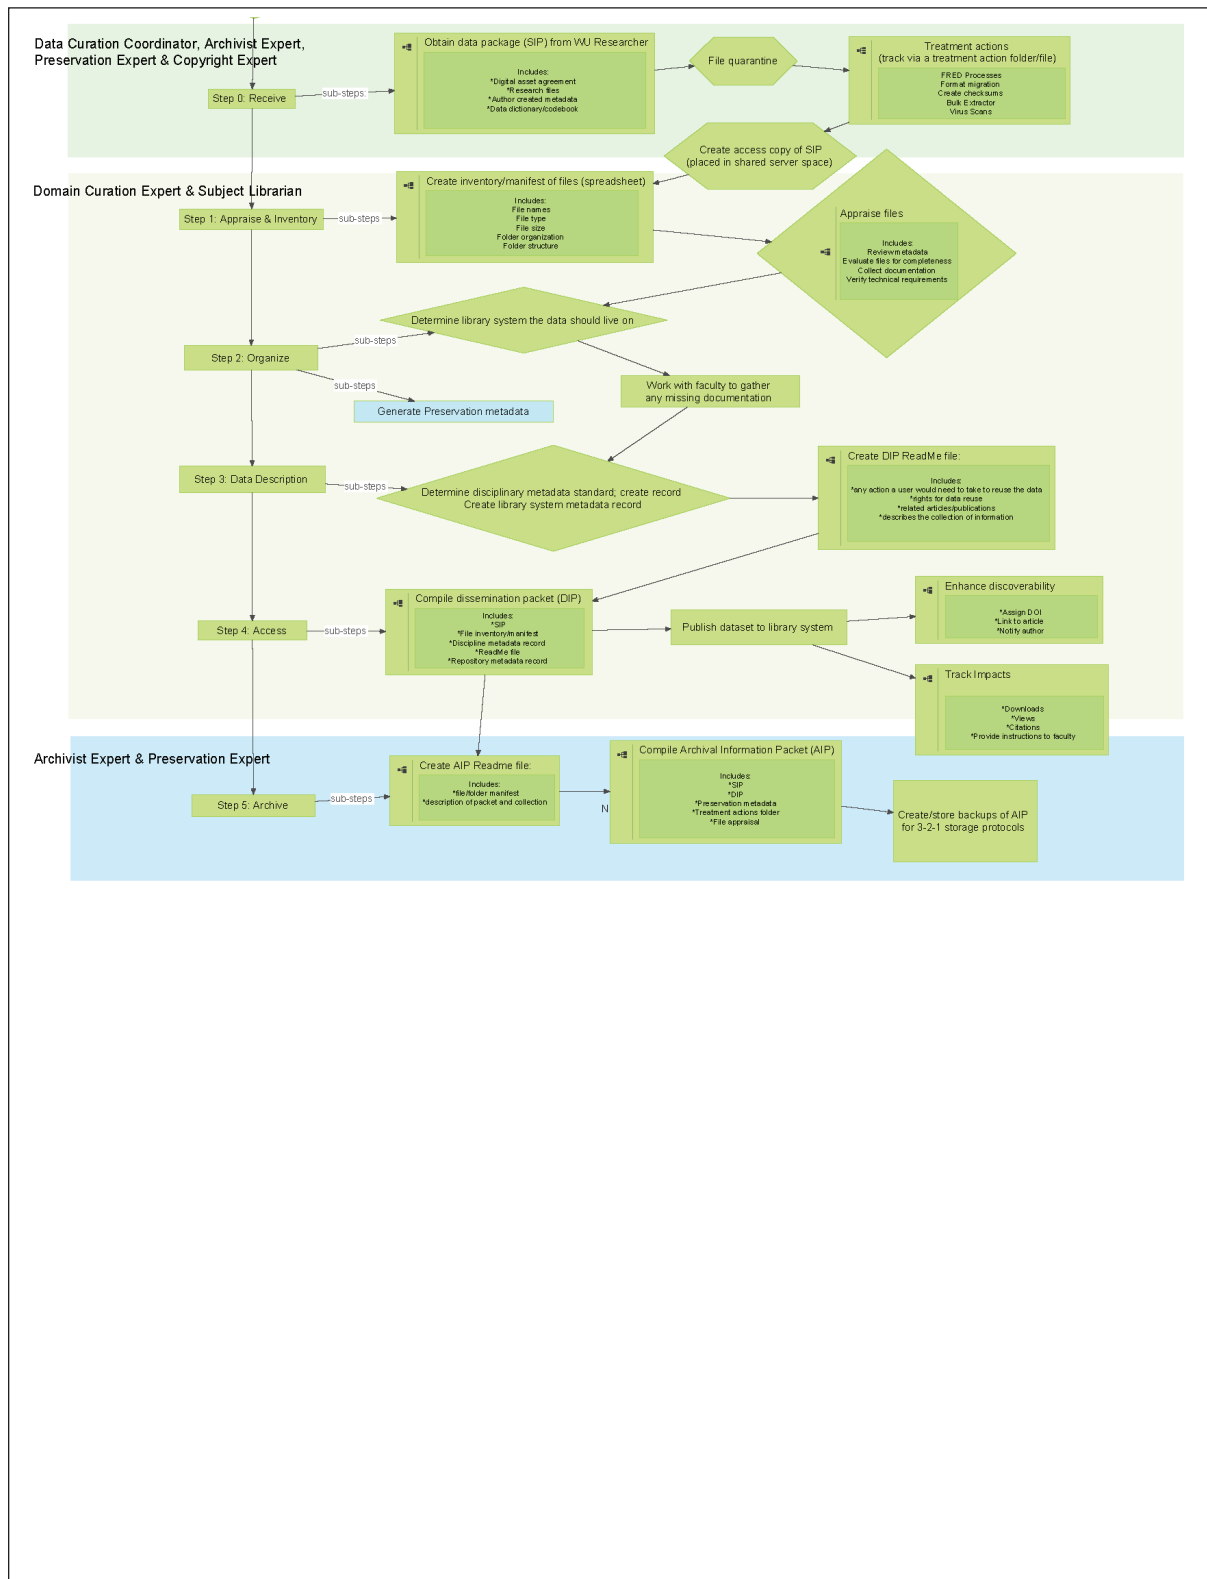 Data Curation Coordinator, Archivist Expert,
Preservation Expert & Copyright Expert
Step 0: Receive
sub-steps:
Obtain data package (SIP) from WU Researcher
Includes:
*Digital asset agreement
*Research files
*Author created metadata
*Data dictionary/codebook
File quarantine
Treatment actions
(track via a treatment action folder/file)
FRED Processes
Format migration
Create checksums
Bulk Extractor
Virus Scans
Create access copy of SIP
(placed in shared server space)
Domain Curation Expert & Subject Librarian
Step 1: Appraise & Inventory
sub-steps
Create inventory/manifest of files (spreadsheet)
Includes:
File names
File type
File size
Folder organization
Folder structure
Appraise files
Includes:
Review metadata
Evaluate files for completeness
Collect documentation
Verify technical requirements
Determine library system the data should live on
Step 2: Organize
sub-steps
sub-steps
Generate Preservation metadata
Work with faculty to gather
any missing documentation
Step 3: Data Description
sub-steps
Determine disciplinary metadata standard; create record
Create library system metadata record
Create DIP ReadMe file:
Includes:
*any action a user would need to take to reuse the data
*rights for data reuse
*related articles/publications
*describes the collection of information
Step 4: Access
sub-steps
Compile dissemination packet (DIP)
Includes:
*SIP
*File inventory/manifest
*Discipline metadata record
*ReadMe file
*Repository metadata record
Publish dataset to library system
Enhance discoverability
*Assign DOI
*Link to article
*Notify author
Track Impacts
*Downloads
*Views
*Citations
*Provide instructions to faculty
Archivist Expert & Preservation Expert
Step 5: Archive
sub-steps
Create AIP Readme file:
Includes:
*file/folder manifest
*description of packet and collection
N
Compile Archival Information Packet (AIP)
Includes:
*SIP
*DIP
*Preservation metadata
*Treatment actions folder
*File appraisal
Create/store backups of AIP
for 3-2-1 storage protocols